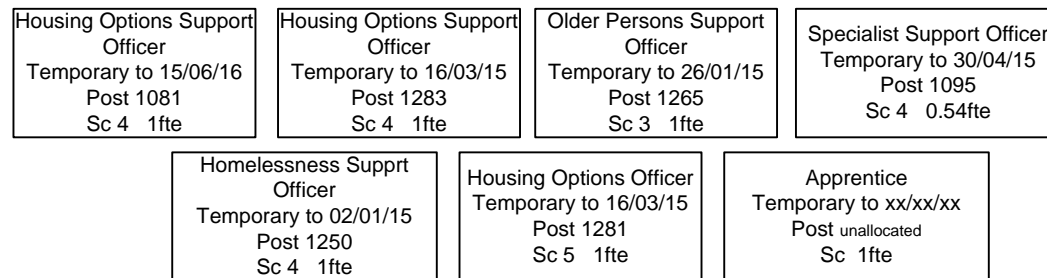 Housing Options Support
Officer
Temporary to 15/06/16
Post 1081
Sc 4 1fte
Housing Options Support
Officer
Temporary to 16/03/15
Post 1283
Sc 4 1fte
Older Persons Support
Officer
Temporary to 26/01/15
Post 1265
Sc 3 1fte
Specialist Support Officer
Temporary to 30/04/15
Post 1095
Sc 4 0.54fte
Homelessness Supprt
Officer
Temporary to 02/01/15
Post 1250
Sc 4 1fte
Housing Options Officer
Temporary to 16/03/15
Post 1281
Sc 5 1fte
Apprentice
Temporary to xx/xx/xx
Post unallocated
Sc 1fte